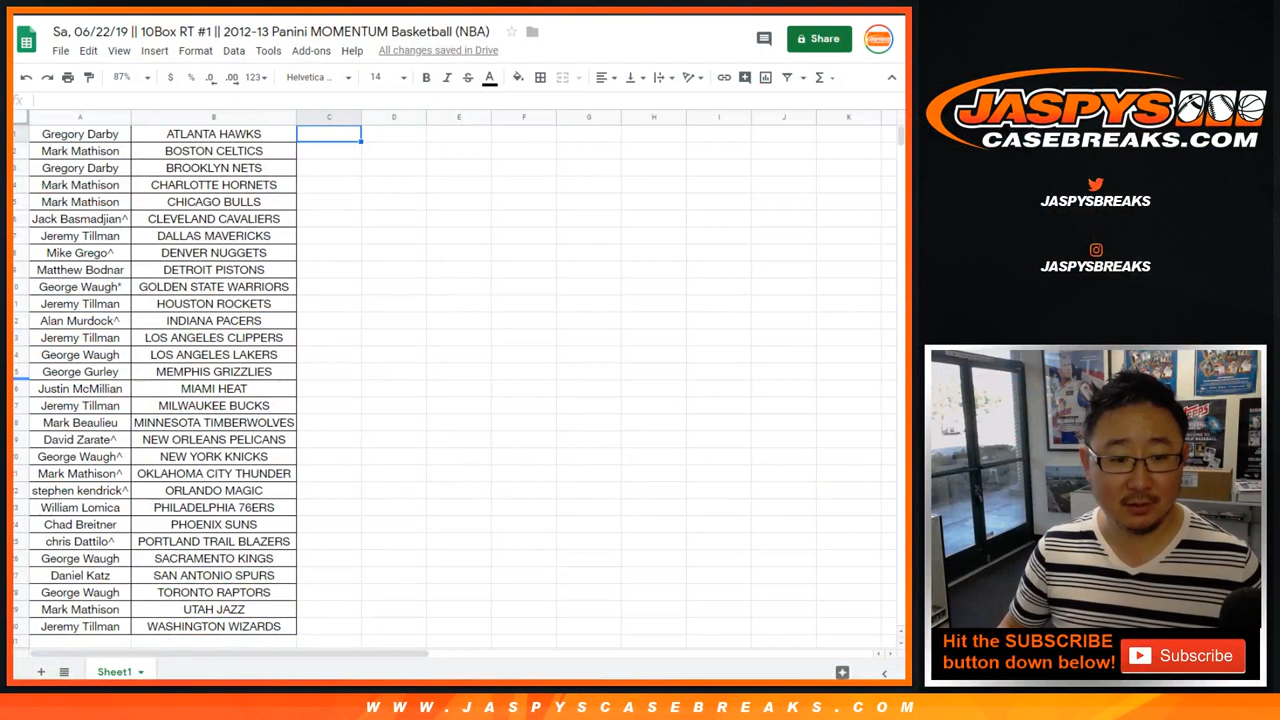 Sa, 06/22/19 || 10Box RT #1 || 2012-13 Panini MOMENTUM Basketball (NBA)
File Edit View Insert Format Data Tools Add-ons Help All changes saved in Drive
Share
87% $ % .0 .00 123 Helvetica ... 14 B I S A
fx
A B C D E F G H I J K
Gregory Darby ATLANTA HAWKS
Mark Mathison BOSTON CELTICS
Gregory Darby BROOKLYN NETS
Mark Mathison CHARLOTTE HORNETS
Mark Mathison CHICAGO BULLS
Jack Basmadjian^ CLEVELAND CAVALIERS
Jeremy Tillman DALLAS MAVERICKS
Mike Grego^ DENVER NUGGETS
Matthew Bodnar DETROIT PISTONS
George Waugh* GOLDEN STATE WARRIORS
Jeremy Tillman HOUSTON ROCKETS
Alan Murdock^ INDIANA PACERS
Jeremy Tillman LOS ANGELES CLIPPERS
George Waugh LOS ANGELES LAKERS
George Gurley MEMPHIS GRIZZLIES
Justin McMillian MIAMI HEAT
Jeremy Tillman MILWAUKEE BUCKS
Mark Beaulieu MINNESOTA TIMBERWOLVES
David Zarate^ NEW ORLEANS PELICANS
George Waugh^ NEW YORK KNICKS
Mark Mathison^ OKLAHOMA CITY THUNDER
stephen kendrick^ ORLANDO MAGIC
William Lomica PHILADELPHIA 76ERS
Chad Breitner PHOENIX SUNS
chris Dattilo^ PORTLAND TRAIL BLAZERS
George Waugh SACRAMENTO KINGS
Daniel Katz SAN ANTONIO SPURS
George Waugh TORONTO RAPTORS
Mark Mathison UTAH JAZZ
Jeremy Tillman WASHINGTON WIZARDS
Sheet1
JASPYS
CASEBREAKS.COM
JASPYSBREAKS
JASPYSBREAKS
Hit the SUBSCRIBE
button down below!
Subscribe
WWW.JASPYSCASEBREAKS.COM